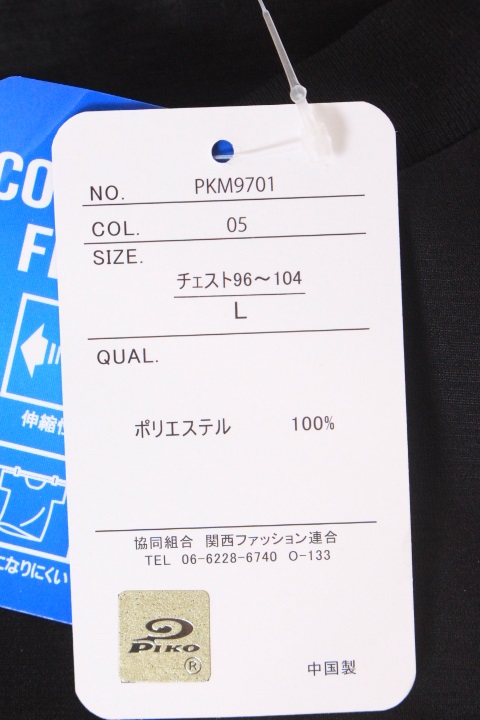 NO. PKM9701
COL. 05
SIZE.
チェスト96～104
L
QUAL.
ポリエステル 100%
協同組合 関西ファッション連合
TEL 06-6228-6740 O-133
PIKO
®
中国製
CO
F
伸縮性
になりにくい